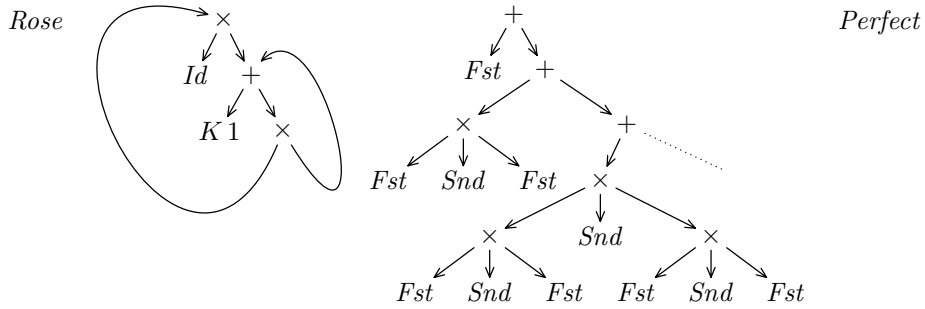 Rose × + Perfect
Id + Fst +
K 1 × × +
Fst Snd Fst ×
× Snd ×
Fst Snd Fst Fst Snd Fst